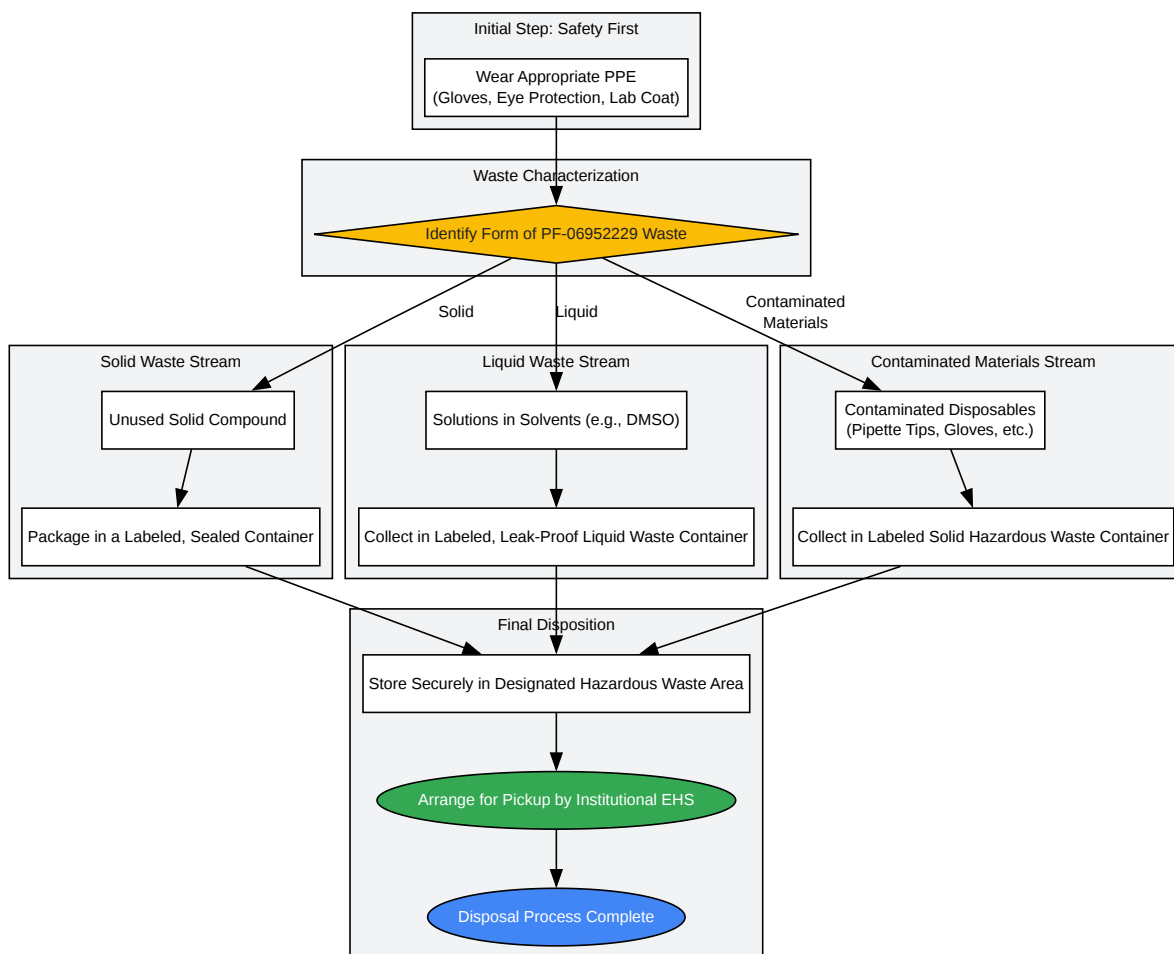 Initial Step: Safety First
Wear Appropriate PPE
(Gloves, Eye Protection, Lab Coat)
Waste Characterization
Identify Form of PF-06952229 Waste
Solid
Liquid
Contaminated
Materials
Solid Waste Stream
Liquid Waste Stream
Contaminated Materials Stream
Unused Solid Compound
Solutions in Solvents (e.g., DMSO)
Contaminated Disposables
(Pipette Tips, Gloves, etc.)
Package in a Labeled, Sealed Container
Collect in Labeled, Leak-Proof Liquid Waste Container
Collect in Labeled Solid Hazardous Waste Container
Final Disposition
Store Securely in Designated Hazardous Waste Area
Arrange for Pickup by Institutional EHS
Disposal Process Complete